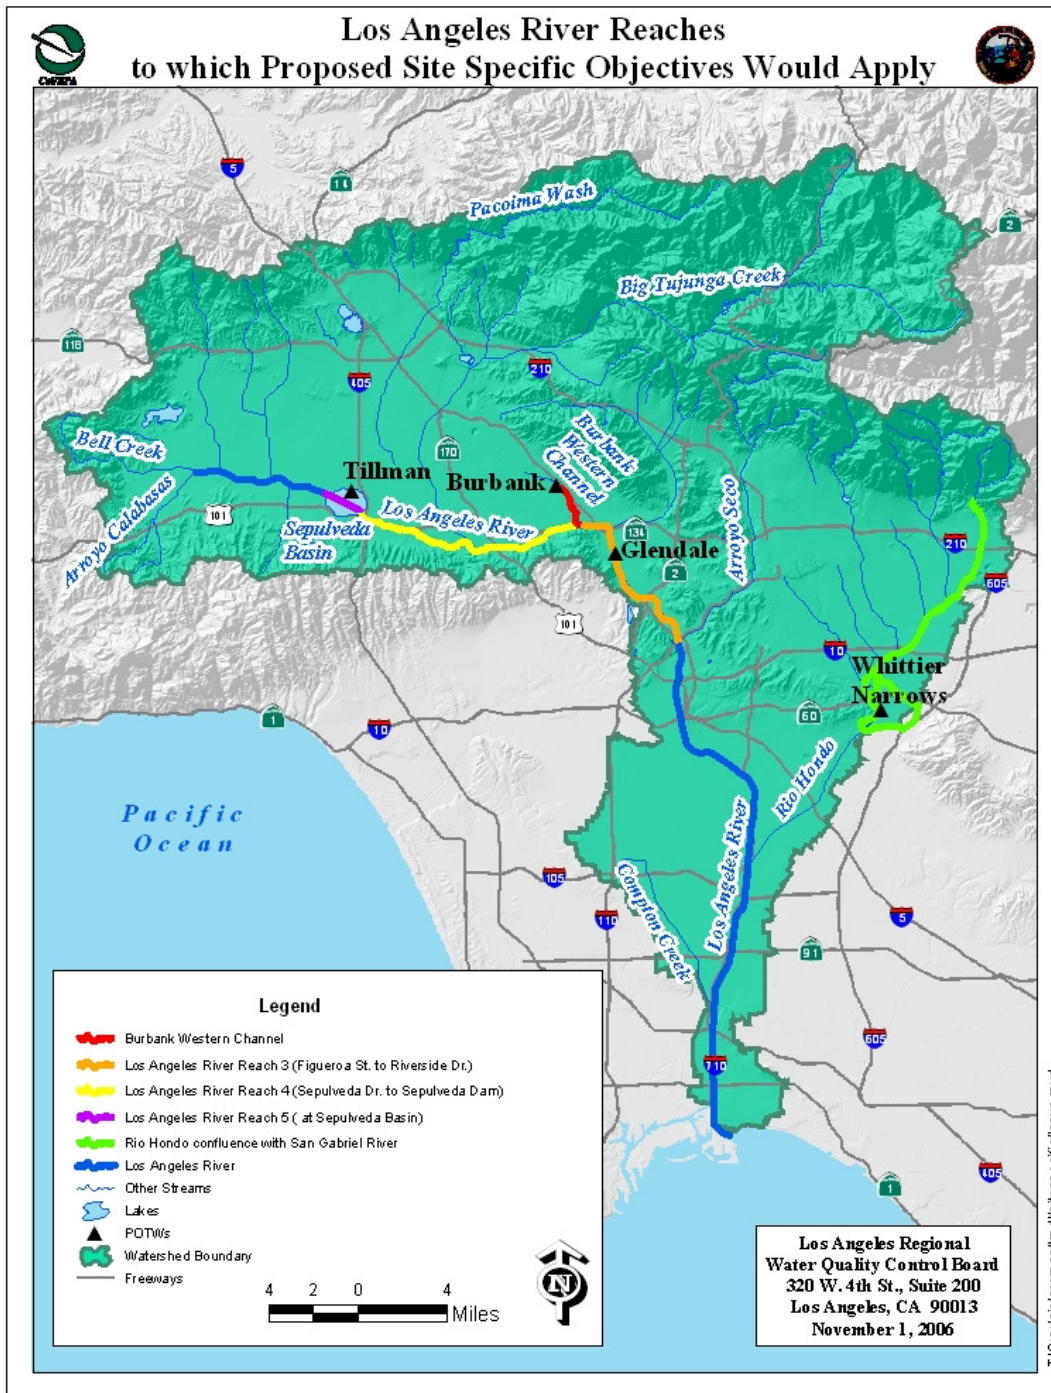 Los Angeles River Reaches
to which Proposed Site Specific Objectives Would Apply
5
14
2
Pacoima Wash
Big Tujunga Creek
118
405
210
170
Bell Creek
Arroyo Calabasas
101
Tillman
Sepulveda
Basin
Los Angeles River
Burbank
Burbank
Western
Channel
134
Glendale
2
Arroyo Seco
210
605
101
10
Whittier
Narrows
60
1
10
Rio Hondo
Pacific
Ocean
Los Angeles River
Compton Creek
105
110
5
91
605
710
405
1
Legend
Burbank Western Channel
Los Angeles River Reach 3 (Figueroa St. to Riverside Dr.)
Los Angeles River Reach 4 (Sepulveda Dr. to Sepulveda Dam)
Los Angeles River Reach 5 ( at Sepulveda Basin)
Rio Hondo confluence with San Gabriel River
Los Angeles River
Other Streams
Lakes
POTWs
Watershed Boundary
Freeways
4 2 0 4
Miles
N
Los Angeles Regional
Water Quality Control Board
320 W. 4th St., Suite 200
Los Angeles, CA 90013
November 1, 2006